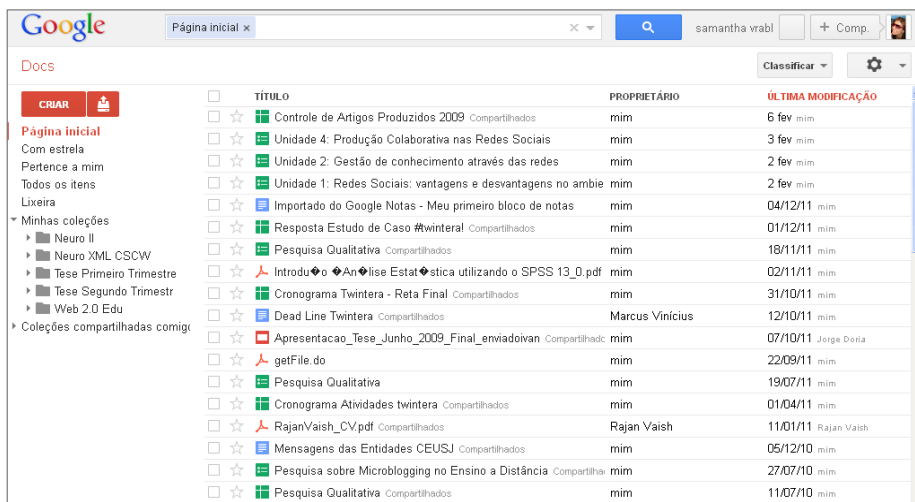 Google Página inicial × samantha vrabl + Comp.
Docs Classificar
CRIAR TÍTULO PROPRIETÁRIO ÚLTIMA MODIFICAÇÃO
Controle de Artigos Produzidos 2009 Compartilhados mim 6 fev mim
Página inicial
Unidade 4: Produção Colaborativa nas Redes Sociais mim 3 fev mim
Com estrela
Unidade 2: Gestão de conhecimento através das redes mim 2 fev mim
Pertence a mim
Unidade 1: Redes Sociais: vantagens e desvantagens no ambie mim 2 fev mim
Todos os itens
Lixeira
Importado do Google Notas - Meu primeiro bloco de notas mim 04/12/11 mim
Minhas coleções
Resposta Estudo de Caso #twintera! Compartilhados mim 01/12/11 mim
Neuro II
Pesquisa Qualitativa Compartilhados mim 18/11/11 mim
Neuro XML CSCW
Introdu�o �An�lise Estat�stica utilizando o SPSS 13_0.pdf mim 02/11/11 mim
Tese Primeiro Trimestre
Cronograma Twintera - Reta Final Compartilhados mim 31/10/11 mim
Tese Segundo Trimestr
Web 2.0 Edu
Dead Line Twintera Compartilhados Marcus Vinícius 12/10/11 mim
Coleções compartilhadas comigo
Apresentacao_Tese_Junho_2009_Final_enviadoivan Compartilhado mim 07/10/11 Jorge Doria
getFile.do mim 22/09/11 mim
Pesquisa Qualitativa mim 19/07/11 mim
Cronograma Atividades twintera Compartilhados mim 01/04/11 mim
RajanVaish_CV.pdf Compartilhados Rajan Vaish 11/01/11 Rajan Vaish
Mensagens das Entidades CEUSJ Compartilhados mim 05/12/10 mim
Pesquisa sobre Microblogging no Ensino a Distância Compartilha mim 27/07/10 mim
Pesquisa Qualitativa Compartilhados mim 11/07/10 mim